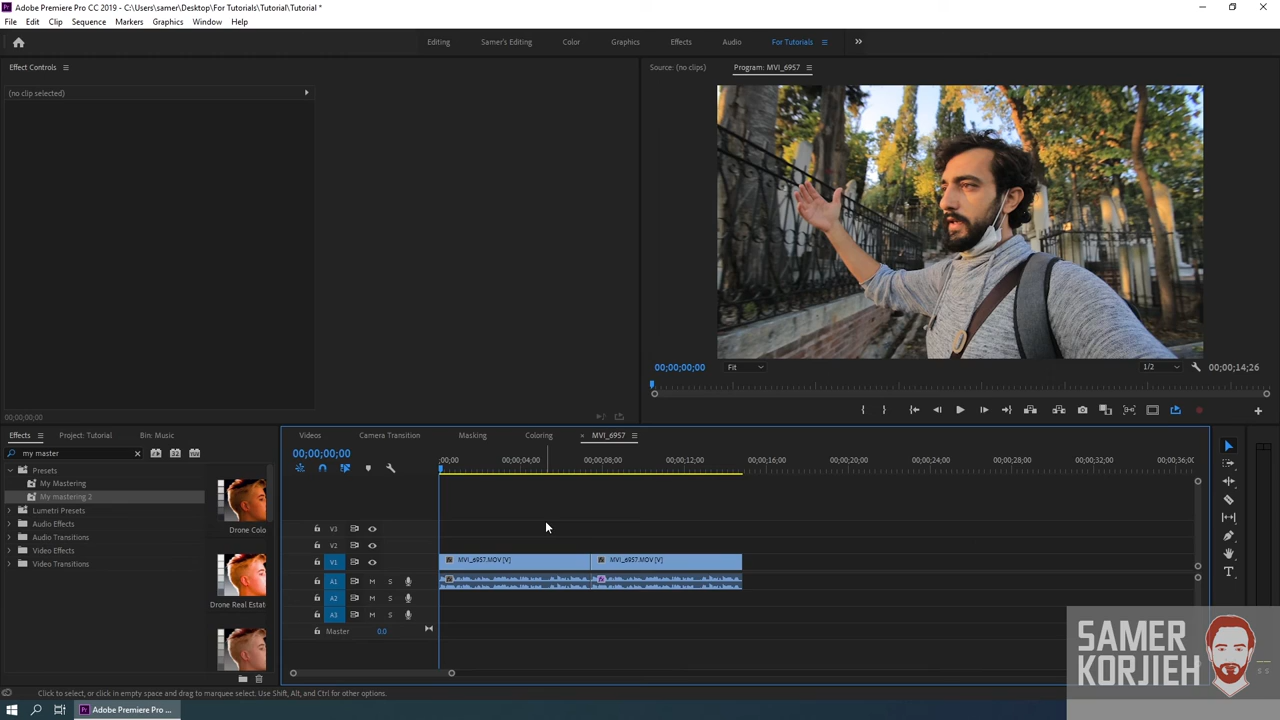 Adobe Premiere Pro CC 2019 - C:\Users\samer\Desktop\For Tutorials\Tutorial\Tutorial *
File Edit Clip Sequence Markers Graphics Window Help
Editing Samer's Editing Color Graphics Effects Audio For Tutorials
Effect Controls
Source: (no clips) Program: MVI_6957
(no clip selected)
00;00;00;00 Fit 1/2 00;00;14;26
00;00;00;00
Effects Project: Tutorial Bin: Music
Videos Camera Transition Masking Coloring × MVI_6957
my master ×
00;00;00;00
:00;00 00;00;04;00 00;00;08;00 00;00;12;00 00;00;16;00 00;00;20;00 00;00;24;00 00;00;28;00 00;00;32;00 00;00;36;00
Presets
My Mastering
My mastering 2
Lumetri Presets
Audio Effects
Audio Transitions
Video Effects
Video Transitions
Drone Colo
Drone Real Estat
V3
V2
V1 MVI_6957.MOV [V] MVI_6957.MOV [V]
A1 M S
A2 M S
A3 M S
Master 0.0
S S
SAMER
KORJIEH
Click to select, or click in empty space and drag to marquee select. Use Shift, Alt, and Ctrl for other options.
Adobe Premiere Pro ...